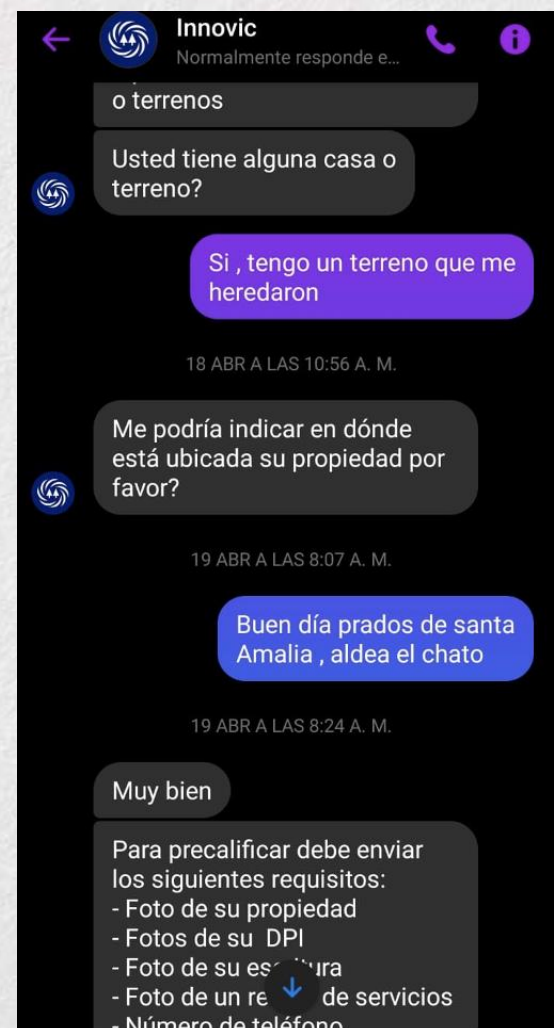 Innovic
Normalmente responde e...
o terrenos
Usted tiene alguna casa o
terreno?
Si , tengo un terreno que me
heredaron
18 ABR A LAS 10:56 A. M.
Me podría indicar en dónde
está ubicada su propiedad por
favor?
19 ABR A LAS 8:07 A. M.
Buen día prados de santa
Amalia , aldea el chato
19 ABR A LAS 8:24 A. M.
Muy bien
Para precalificar debe enviar
los siguientes requisitos:
- Foto de su propiedad
- Fotos de su DPI
- Foto de su
- Foto de un de servicios
- Número de teléfono